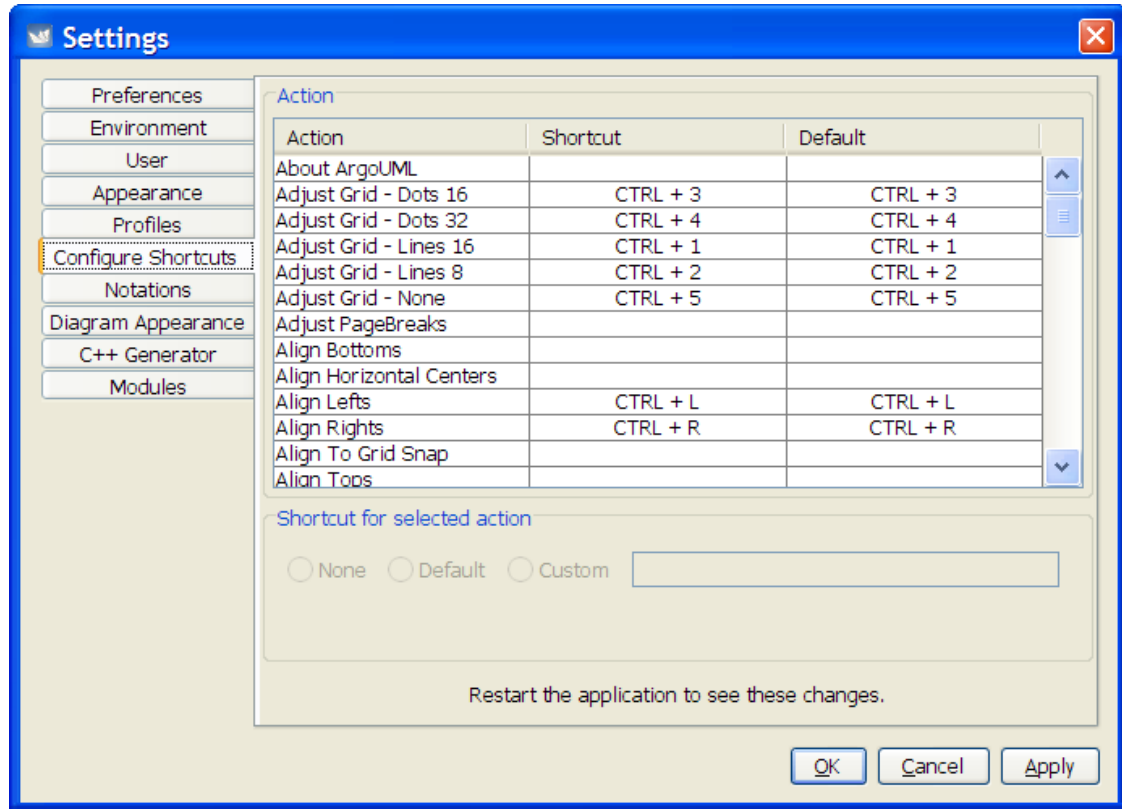 Settings
Preferences
Environment
User
Appearance
Profiles
Configure Shortcuts
Notations
Diagram Appearance
C++ Generator
Modules
Action
Action Shortcut Default
About ArgoUML
Adjust Grid - Dots 16 CTRL + 3 CTRL + 3
Adjust Grid - Dots 32 CTRL + 4 CTRL + 4
Adjust Grid - Lines 16 CTRL + 1 CTRL + 1
Adjust Grid - Lines 8 CTRL + 2 CTRL + 2
Adjust Grid - None CTRL + 5 CTRL + 5
Adjust PageBreaks
Align Bottoms
Align Horizontal Centers
Align Lefts CTRL + L CTRL + L
Align Rights CTRL + R CTRL + R
Align To Grid Snap
Align Tops
Shortcut for selected action
None Default Custom
Restart the application to see these changes.
OK Cancel Apply